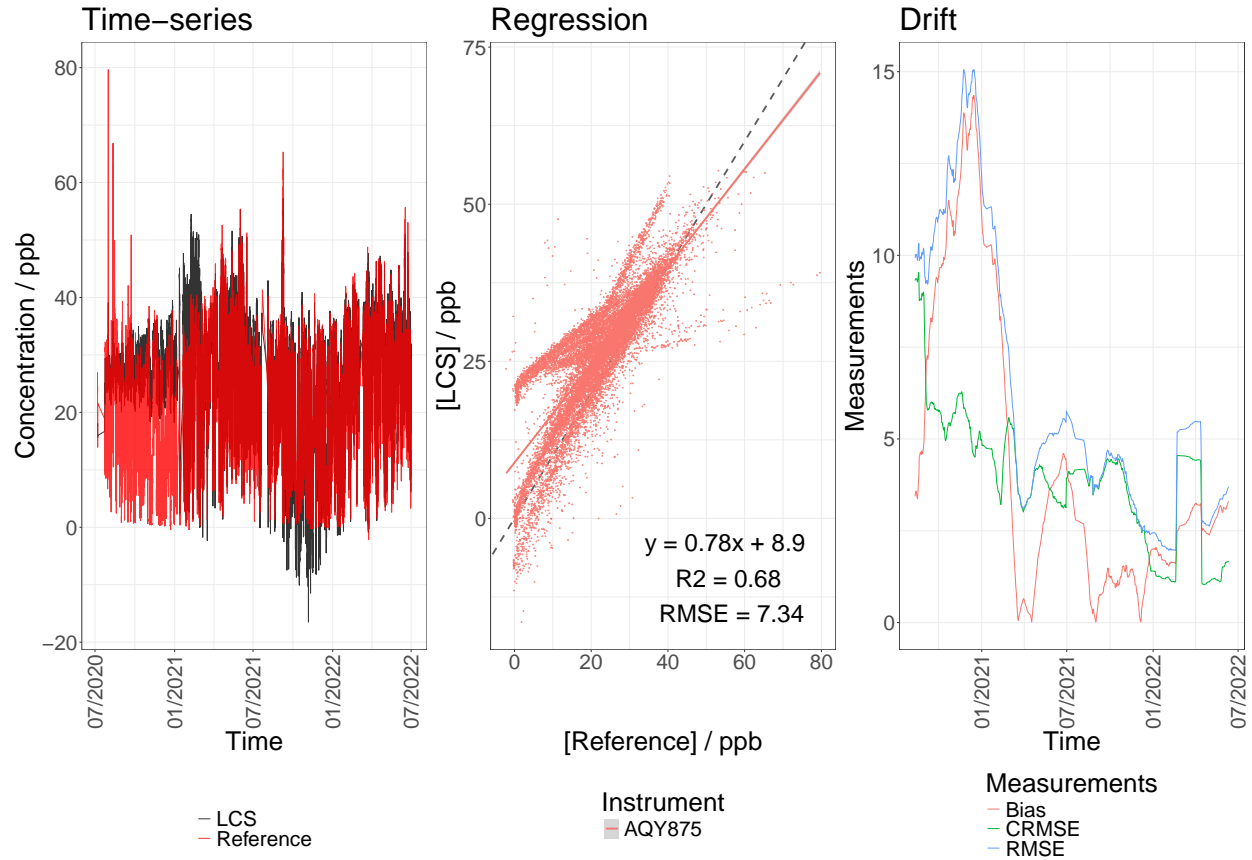 Time−series
Concentration / ppb
80
60
40
20
0
−20
07/2020
01/2021
07/2021
01/2022
07/2022
Time
LCS
Reference
Regression
[LCS] / ppb
75
50
25
0
y = 0.78x + 8.9
R2 = 0.68
RMSE = 7.34
0
20
40
60
80
[Reference] / ppb
Instrument
AQY875
Drift
Measurements
15
10
5
0
01/2021
07/2021
01/2022
07/2022
Time
Measurements
Bias
CRMSE
RMSE